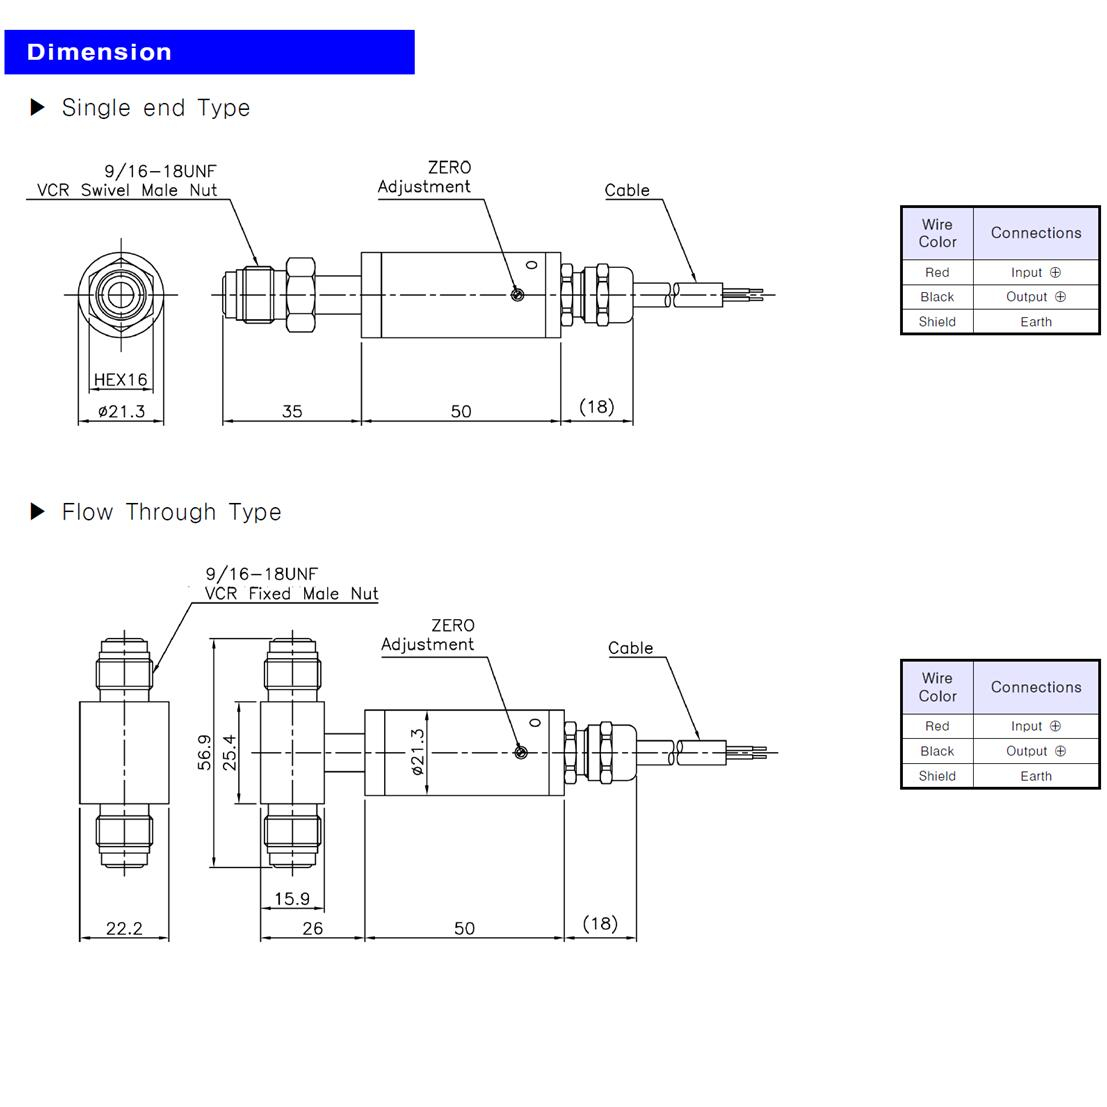 Dimension
▶ Single end Type
9/16-18UNF
VCR Swivel Male Nut
ZERO
Adjustment
Cable
HEX16
ø21.3
35
50
(18)
Wire Color Connections
Red Input ⊕
Black Output ⊕
Shield Earth
▶ Flow Through Type
9/16-18UNF
VCR Fixed Male Nut
ZERO
Adjustment
Cable
56.9
25.4
ø21.3
15.9
22.2
26
50
(18)
Wire Color Connections
Red Input ⊕
Black Output ⊕
Shield Earth